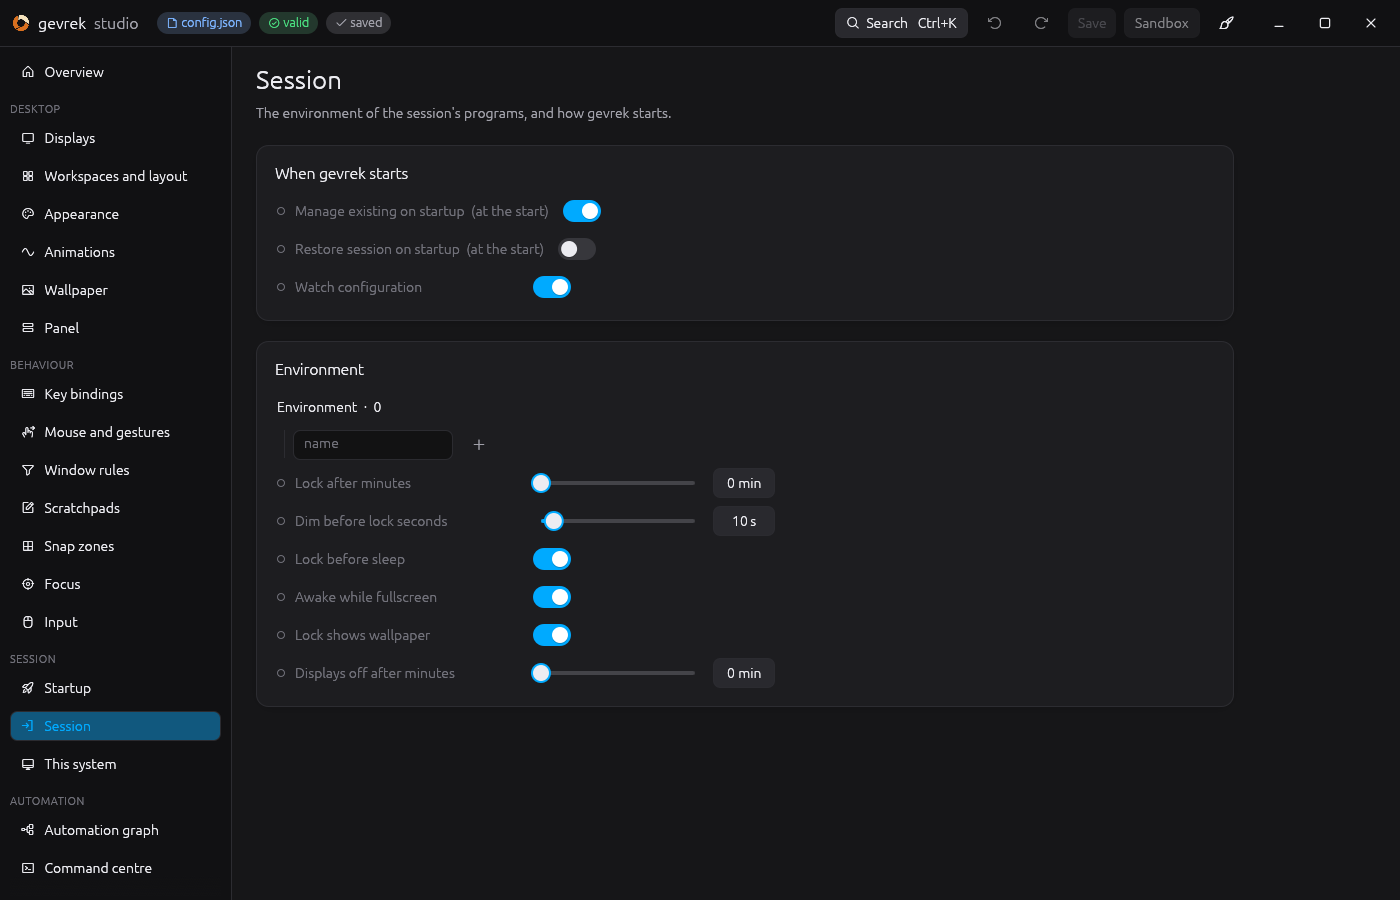 gevrek studio config.json valid saved Search Ctrl+K Save Sandbox
Overview
DESKTOP
Displays
Workspaces and layout
Appearance
Animations
Wallpaper
Panel
BEHAVIOUR
Key bindings
Mouse and gestures
Window rules
Scratchpads
Snap zones
Focus
Input
SESSION
Startup
Session
This system
AUTOMATION
Automation graph
Command centre
Session
The environment of the session's programs, and how gevrek starts.
When gevrek starts
Manage existing on startup (at the start)
Restore session on startup (at the start)
Watch configuration
Environment
Environment · 0
name
Lock after minutes 0 min
Dim before lock seconds 10 s
Lock before sleep
Awake while fullscreen
Lock shows wallpaper
Displays off after minutes 0 min